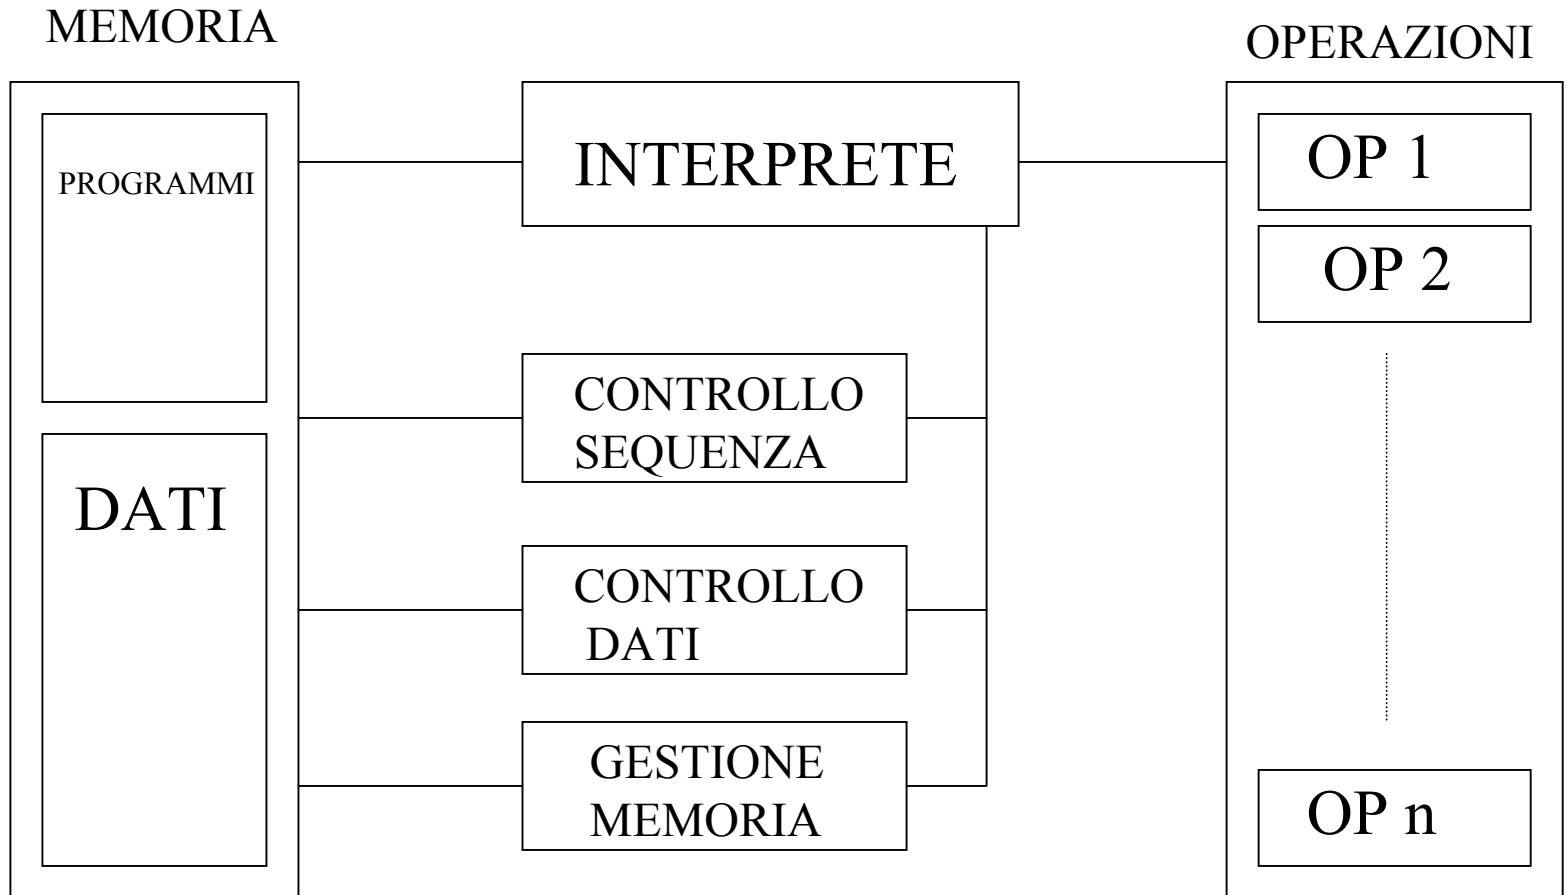 MEMORIA
OPERAZIONI
PROGRAMMI
INTERPRETE
OP 1
OP 2
CONTROLLO
SEQUENZA
DATI
CONTROLLO
DATI
GESTIONE
MEMORIA
OP n